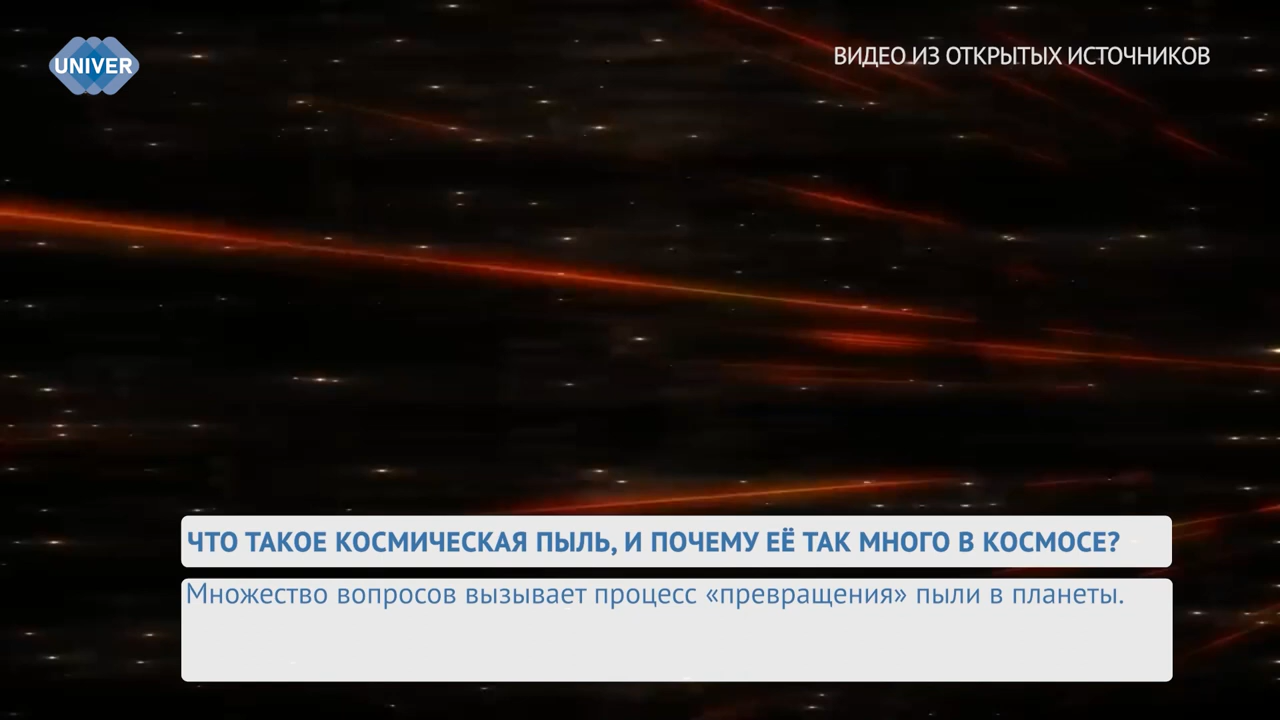 UNIVER
ВИДЕО ИЗ ОТКРЫТЫХ ИСТОЧНИКОВ
ЧТО ТАКОЕ КОСМИЧЕСКАЯ ПЫЛЬ, И ПОЧЕМУ ЕЁ ТАК МНОГО В КОСМОСЕ?
Множество вопросов вызывает процесс «превращения» пыли в планеты.